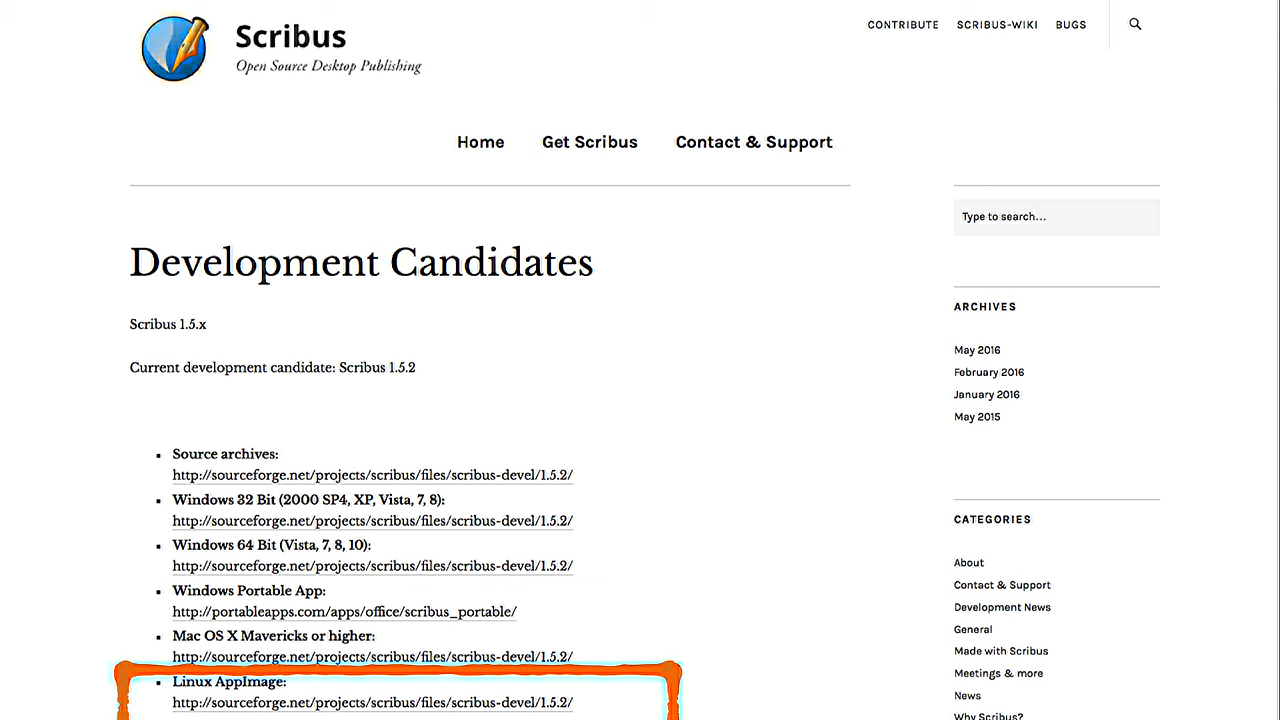 Scribus
Open Source Desktop Publishing
CONTRIBUTE SCRIBUS-WIKI BUGS
Home Get Scribus Contact & Support
Type to search...
Development Candidates
Scribus 1.5.x
Current development candidate: Scribus 1.5.2
Source archives:
http://sourceforge.net/projects/scribus/files/scribus-devel/1.5.2/
Windows 32 Bit (2000 SP4, XP, Vista, 7, 8):
http://sourceforge.net/projects/scribus/files/scribus-devel/1.5.2/
Windows 64 Bit (Vista, 7, 8, 10):
http://sourceforge.net/projects/scribus/files/scribus-devel/1.5.2/
Windows Portable App:
http://portableapps.com/apps/office/scribus_portable/
Mac OS X Mavericks or higher:
http://sourceforge.net/projects/scribus/files/scribus-devel/1.5.2/
Linux AppImage:
http://sourceforge.net/projects/scribus/files/scribus-devel/1.5.2/
ARCHIVES
May 2016
February 2016
January 2016
May 2015
CATEGORIES
About
Contact & Support
Development News
General
Made with Scribus
Meetings & more
News
Why Scribus?